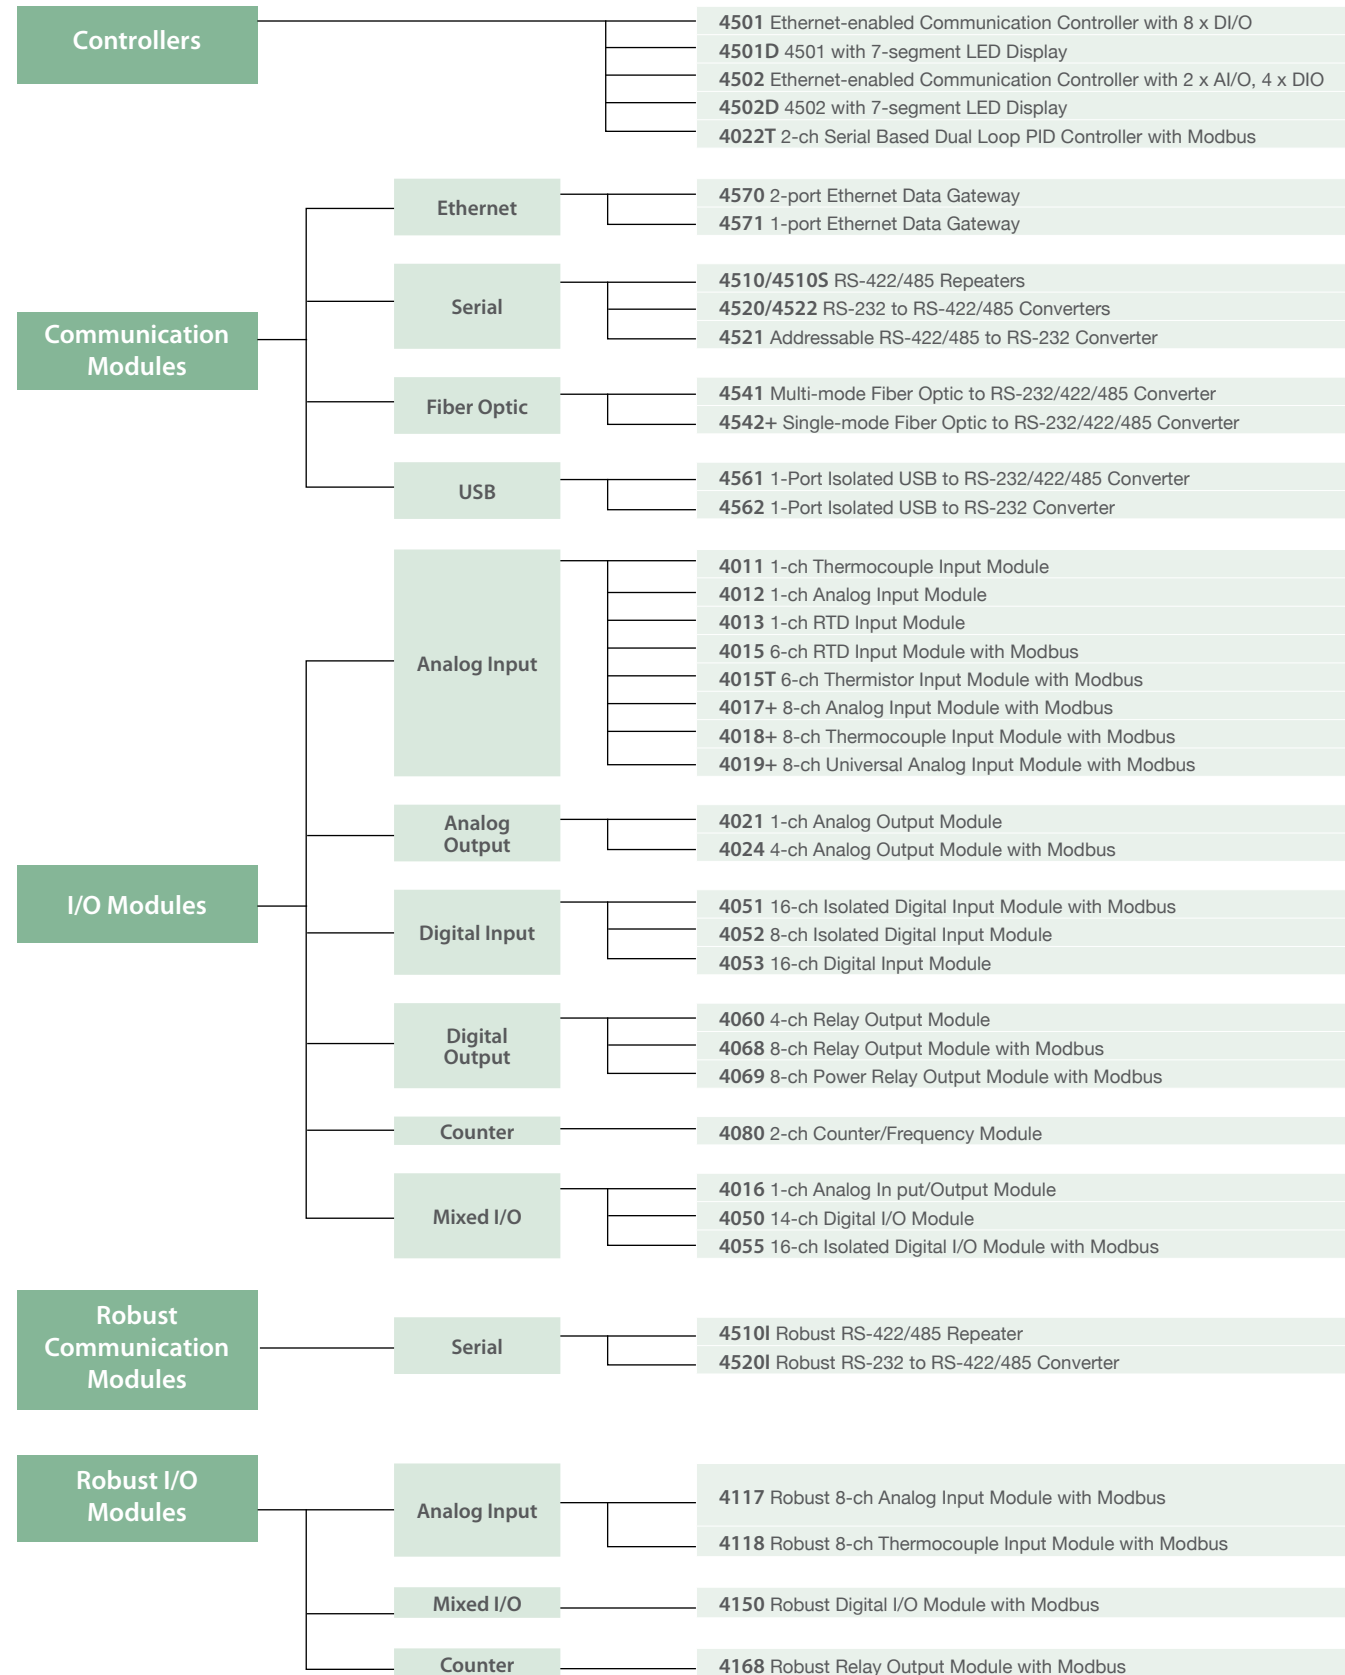 Controllers
4501 Ethernet-enabled Communication Controller with 8 x DI/O
4501D 4501 with 7-segment LED Display
4502 Ethernet-enabled Communication Controller with 2 x AI/O, 4 x DIO
4502D 4502 with 7-segment LED Display
4022T 2-ch Serial Based Dual Loop PID Controller with Modbus
Communication
Modules
Ethernet
4570 2-port Ethernet Data Gateway
4571 1-port Ethernet Data Gateway
Serial
4510/4510S RS-422/485 Repeaters
4520/4522 RS-232 to RS-422/485 Converters
4521 Addressable RS-422/485 to RS-232 Converter
Fiber Optic
4541 Multi-mode Fiber Optic to RS-232/422/485 Converter
4542+ Single-mode Fiber Optic to RS-232/422/485 Converter
USB
4561 1-Port Isolated USB to RS-232/422/485 Converter
4562 1-Port Isolated USB to RS-232 Converter
I/O Modules
Analog Input
4011 1-ch Thermocouple Input Module
4012 1-ch Analog Input Module
4013 1-ch RTD Input Module
4015 6-ch RTD Input Module with Modbus
4015T 6-ch Thermistor Input Module with Modbus
4017+ 8-ch Analog Input Module with Modbus
4018+ 8-ch Thermocouple Input Module with Modbus
4019+ 8-ch Universal Analog Input Module with Modbus
Analog
Output
4021 1-ch Analog Output Module
4024 4-ch Analog Output Module with Modbus
Digital Input
4051 16-ch Isolated Digital Input Module with Modbus
4052 8-ch Isolated Digital Input Module
4053 16-ch Digital Input Module
Digital
Output
4060 4-ch Relay Output Module
4068 8-ch Relay Output Module with Modbus
4069 8-ch Power Relay Output Module with Modbus
Counter
4080 2-ch Counter/Frequency Module
Mixed I/O
4016 1-ch Analog In put/Output Module
4050 14-ch Digital I/O Module
4055 16-ch Isolated Digital I/O Module with Modbus
Robust
Communication
Modules
Serial
4510I Robust RS-422/485 Repeater
4520I Robust RS-232 to RS-422/485 Converter
Robust I/O
Modules
Analog Input
4117 Robust 8-ch Analog Input Module with Modbus
4118 Robust 8-ch Thermocouple Input Module with Modbus
Mixed I/O
4150 Robust Digital I/O Module with Modbus
Counter
4168 Robust Relay Output Module with Modbus